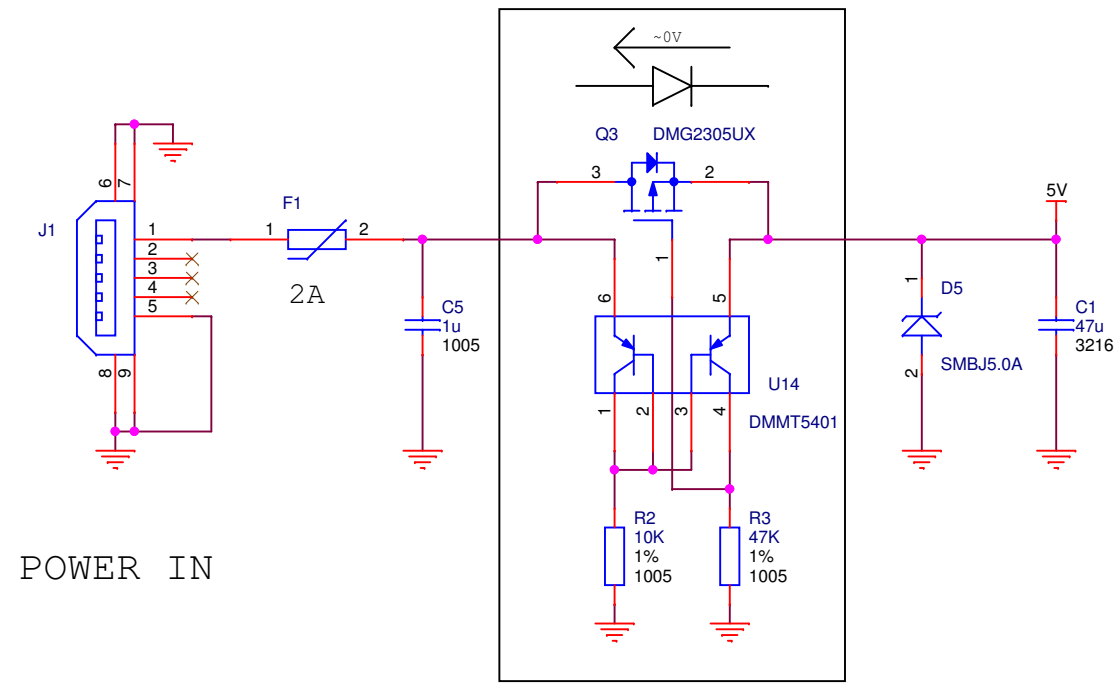 ~0V
Q3 DMG2305UX
3 2
1
6 7
J1
1
2
3
4
5
8 9
F1
1 2
2A
C5
1u
1005
6 5
1 2 3 4
U14
DMMT5401
R2
10K
1%
1005
R3
47K
1%
1005
5V
1
D5
2
SMBJ5.0A
C1
47u
3216
POWER IN